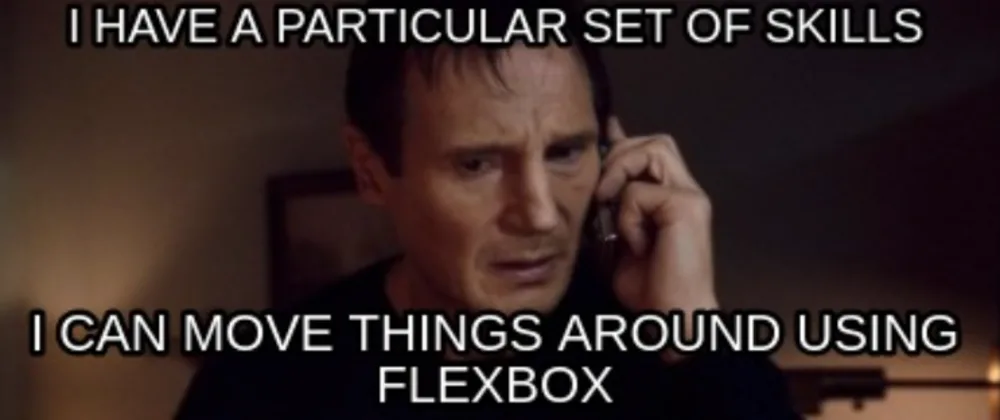 I HAVE A PARTICULAR SET OF SKILLS
I CAN MOVE THINGS AROUND USING
FLEXBOX